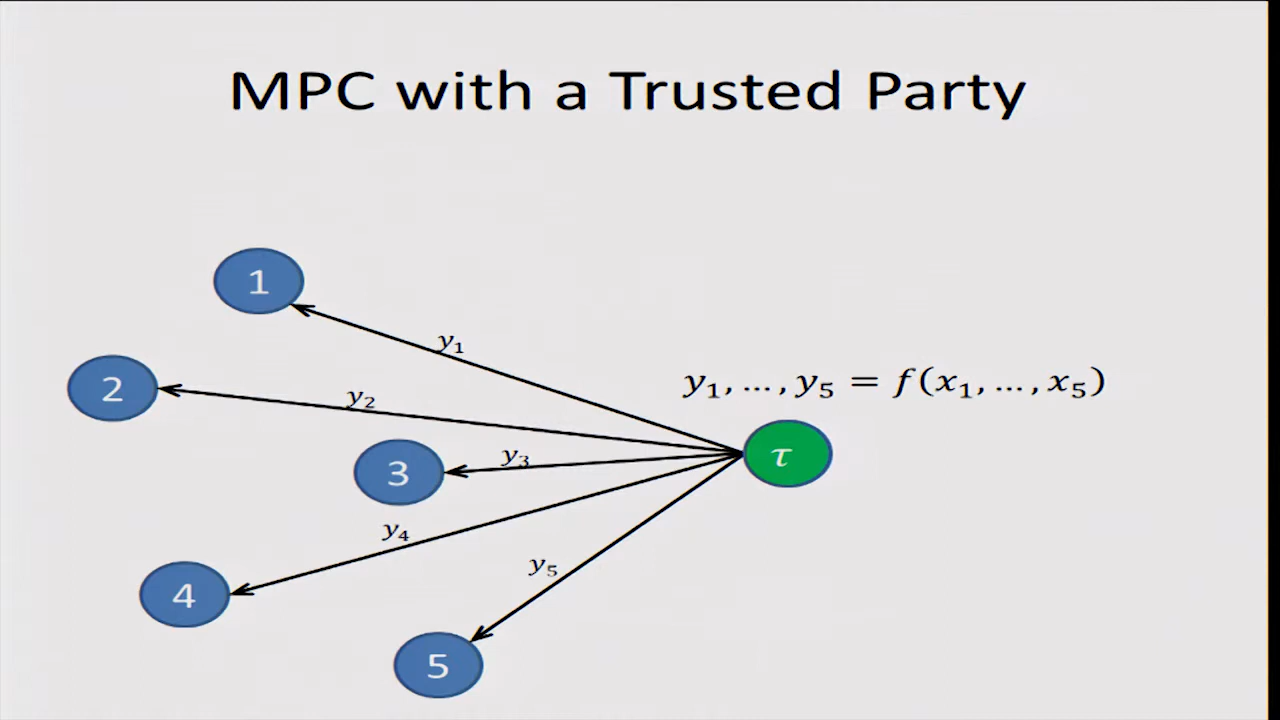 MPC with a Trusted Party
1
y₁
2
y₂
y₁, … , y₅ = f(x₁, … , x₅)
3
y₃
τ
y₄
4
y₅
5